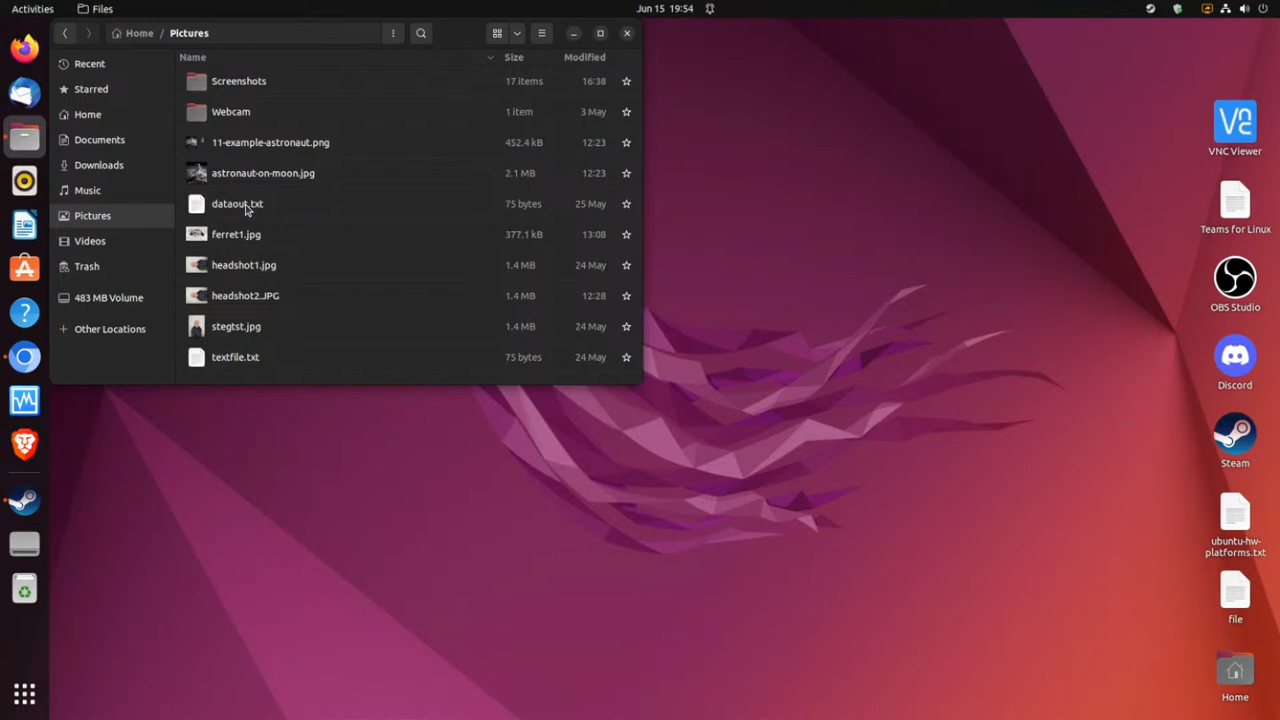 Activities Files Jun 15 19:54
Home / Pictures
Name Size Modified
Recent
Starred
Home
Documents
Downloads
Music
Pictures
Videos
Trash
483 MB Volume
Other Locations
Screenshots 17 items 16:38
Webcam 1 item 3 May
11-example-astronaut.png 452.4 kB 12:23
astronaut-on-moon.jpg 2.1 MB 12:23
dataout.txt 75 bytes 25 May
ferret1.jpg 377.1 kB 13:08
headshot1.jpg 1.4 MB 24 May
headshot2.JPG 1.4 MB 12:28
stegtst.jpg 1.4 MB 24 May
textfile.txt 75 bytes 24 May
VNC Viewer
Teams for Linux
OBS Studio
Discord
Steam
ubuntu-hw-
platforms.txt
file
Home